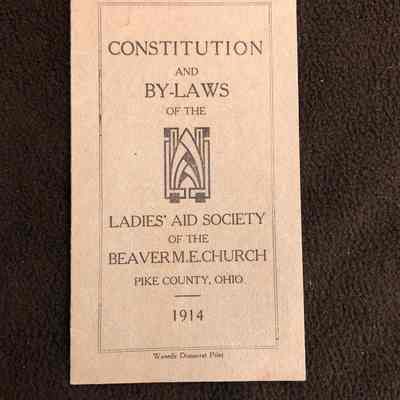 CONSTITUTION
AND
BY-LAWS
OF THE
LADIES' AID SOCIETY
OF THE
BEAVER M.E. CHURCH
PIKE COUNTY, OHIO
1914
Waverly Democrat Print